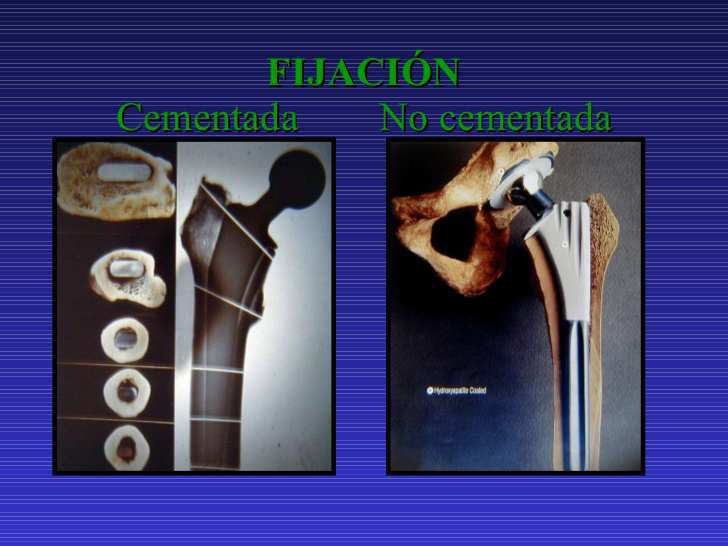 FIJACIÓN
Cementada No cementada
Hydroxyapatite Coated